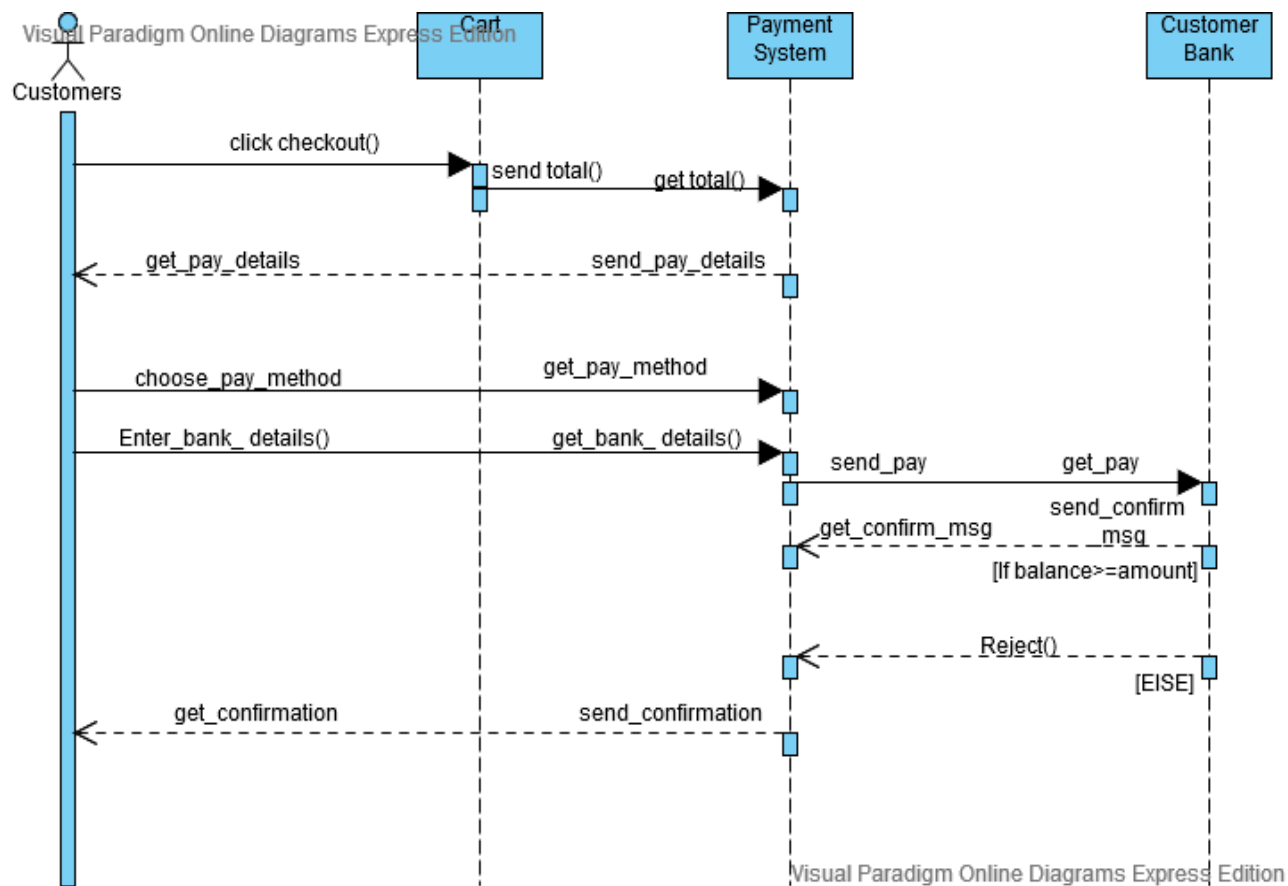 Visual Paradigm Online Diagrams Express Edition
Cart
Payment
System
Customer
Bank
Customers
click checkout()
send total()
get total()
get_pay_details
send_pay_details
choose_pay_method
get_pay_method
Enter_bank_ details()
get_bank_ details()
send_pay
get_pay
send_confirm
_msg
get_confirm_msg
[If balance>=amount]
Reject()
[ElSE]
get_confirmation
send_confirmation
Visual Paradigm Online Diagrams Express Edition